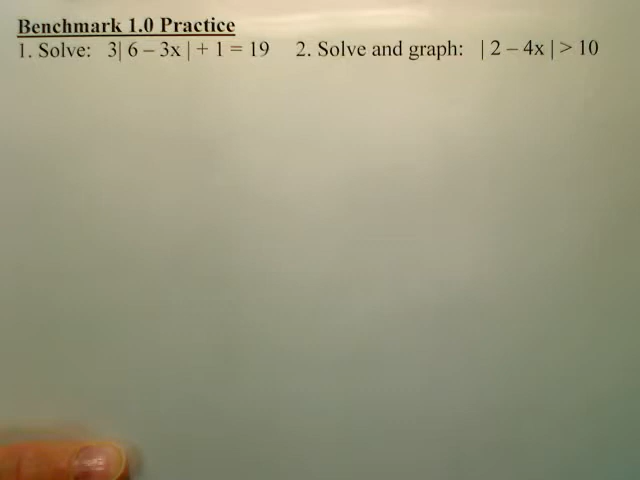 Benchmark 1.0 Practice
1. Solve: 3| 6 – 3x | + 1 = 19 2. Solve and graph: | 2 – 4x | > 10